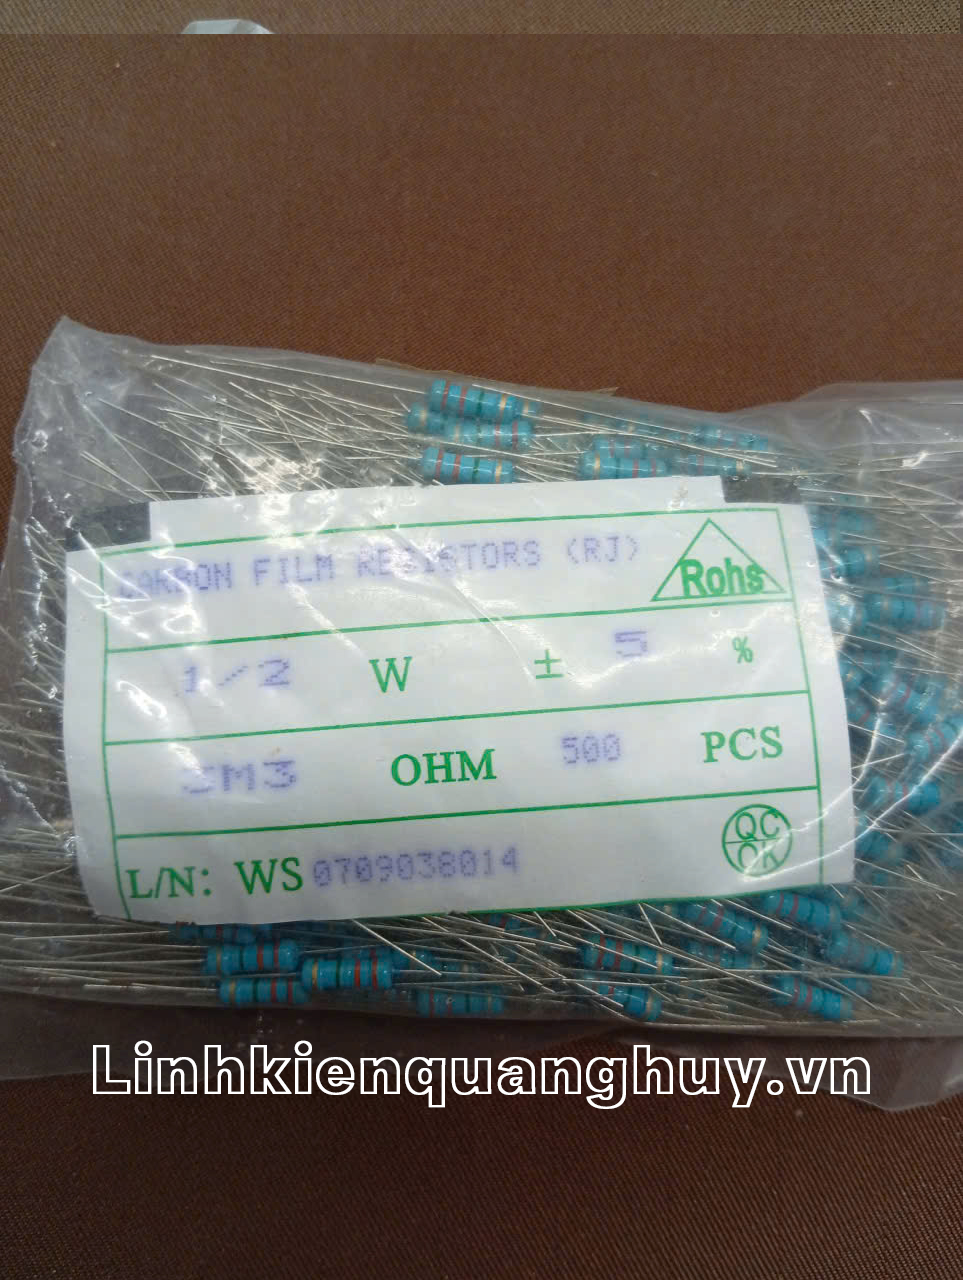 CARBON FILM RESISTORS (RJ)
Rohs
1/2 W ± 5 %
3M3 OHM 500 PCS
QC
OK
L/N: WS 0709038014
Linhkienquanghuy.vn